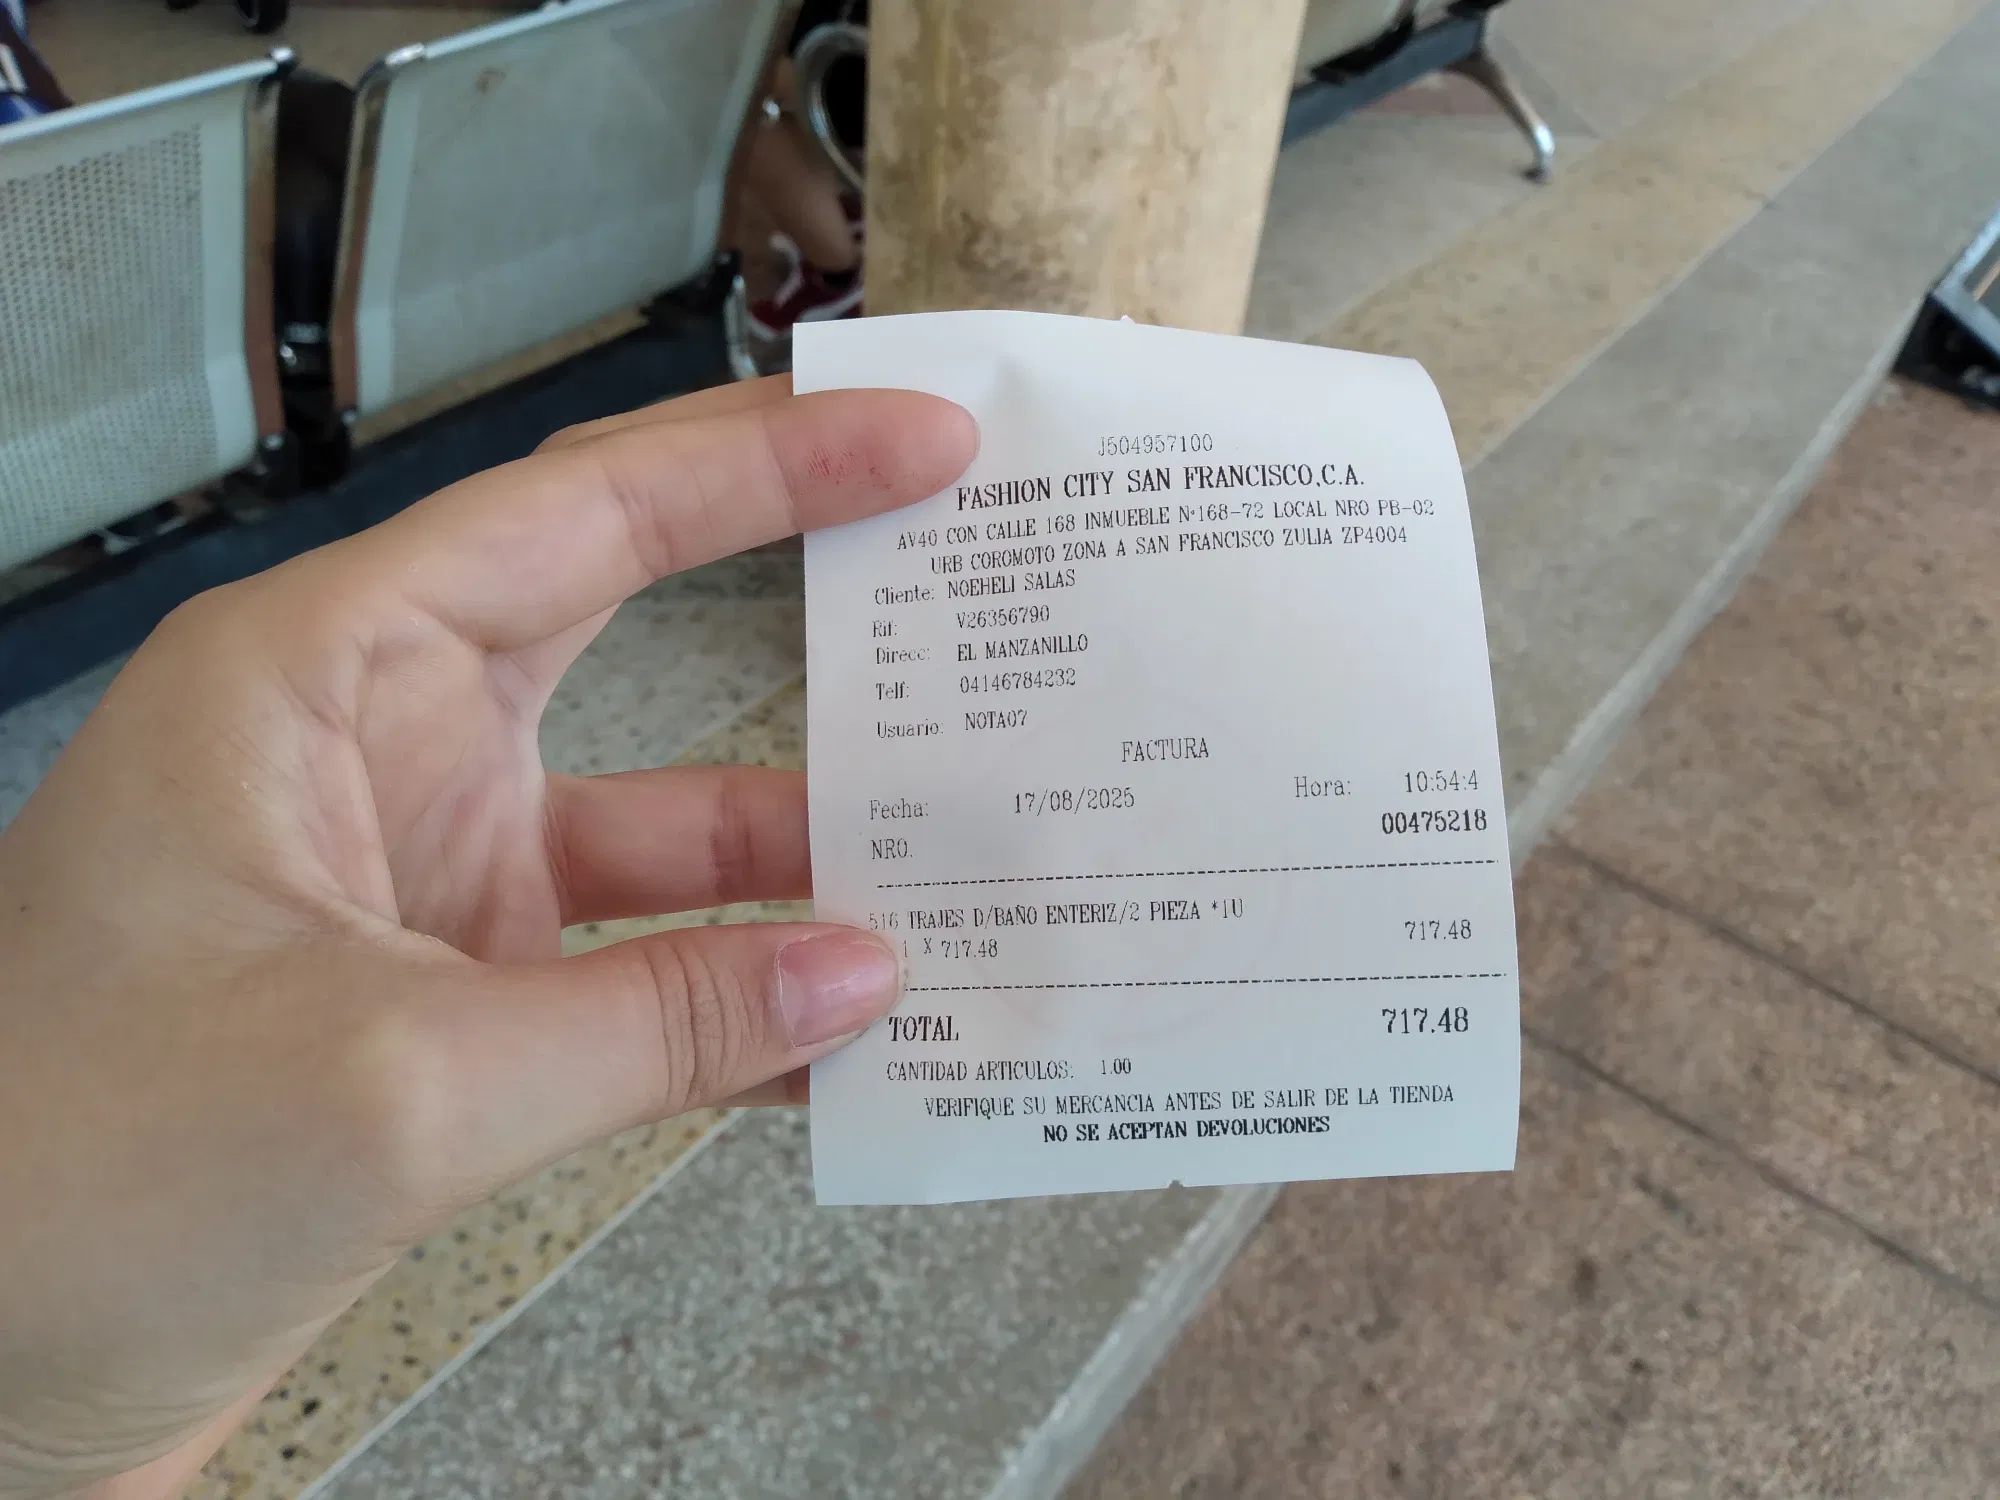 J504957100
FASHION CITY SAN FRANCISCO,C.A.
AV40 CON CALLE 168 INMUEBLE N°168-72 LOCAL NRO PB-02
URB COROMOTO ZONA A SAN FRANCISCO ZULIA ZP4004
Cliente: NOEHELI SALAS
Rif: V26356790
Direcc: EL MANZANILLO
Telf: 04146784232
Usuario: NOTA07
FACTURA
Fecha: 17/08/2025 Hora: 10:54:4
NRO. 00475218
516 TRAJES D/BAÑO ENTERIZ/2 PIEZA *1U
1 X 717.48 717.48
TOTAL 717.48
CANTIDAD ARTICULOS: 1.00
VERIFIQUE SU MERCANCIA ANTES DE SALIR DE LA TIENDA
NO SE ACEPTAN DEVOLUCIONES